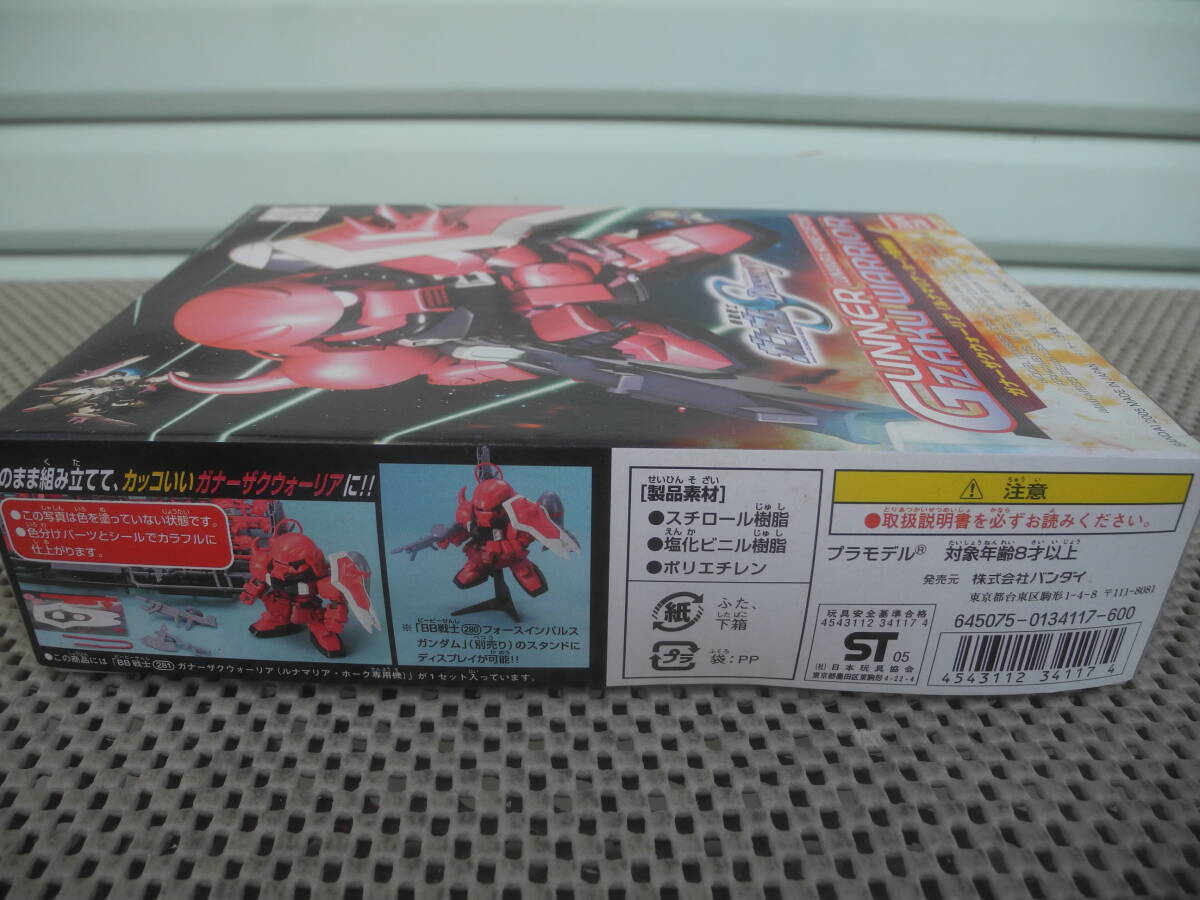 GUNNER
ZAKU WARRIOR
ガンダム SEED DESTINY
BANDAI 2005 MADE IN JAPAN
のまま組み立てて、カッコいいガナーザクウォーリアに!!
●この写真は色を塗っていない状態です。
●色分けパーツとシールでカラフルに
仕上がります。
※「BB戦士280フォースインパルス
ガンダム」(別売り)のスタンドに
ディスプレイが可能!!
●この商品には「BB戦士281ガナーザクウォーリア(ルナマリア・ホーク専用機)」が1セット入っています。
[製品素材]
●スチロール樹脂
●塩化ビニル樹脂
●ポリエチレン
紙 ふた、
下箱
プラ 袋:PP
⚠ 注意
●取扱説明書を必ずお読みください。
プラモデル® 対象年齢8才以上
発売元 株式会社バンダイ
東京都台東区駒形1-4-8 〒111-8081
玩具安全基準合格
4543112 34117 4
ST 05
(社)日本玩具協会
東京都墨田区東駒形4-22-4
645075-0134117-600
4543112 341174